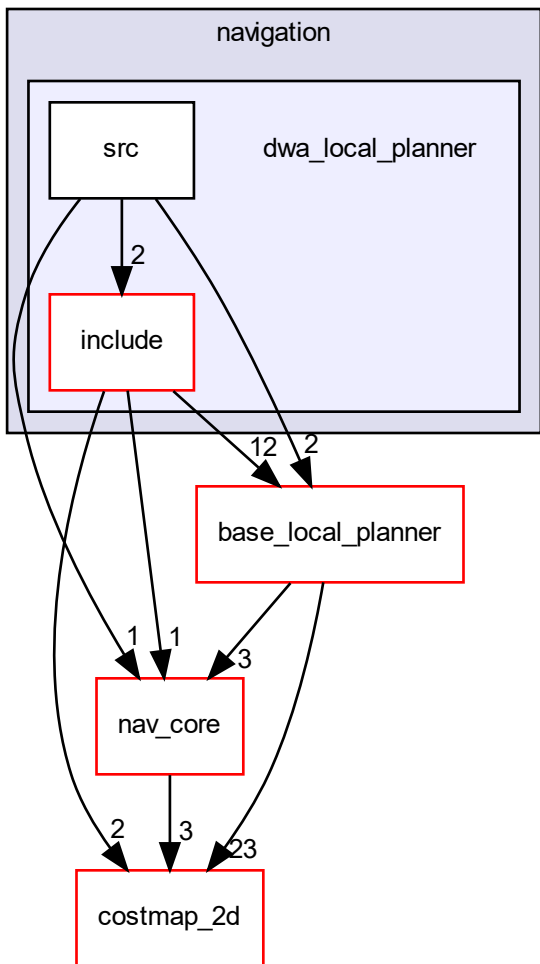 navigation
src
dwa_local_planner
2
include
12
2
base_local_planner
1
1
3
nav_core
2
3
23
costmap_2d